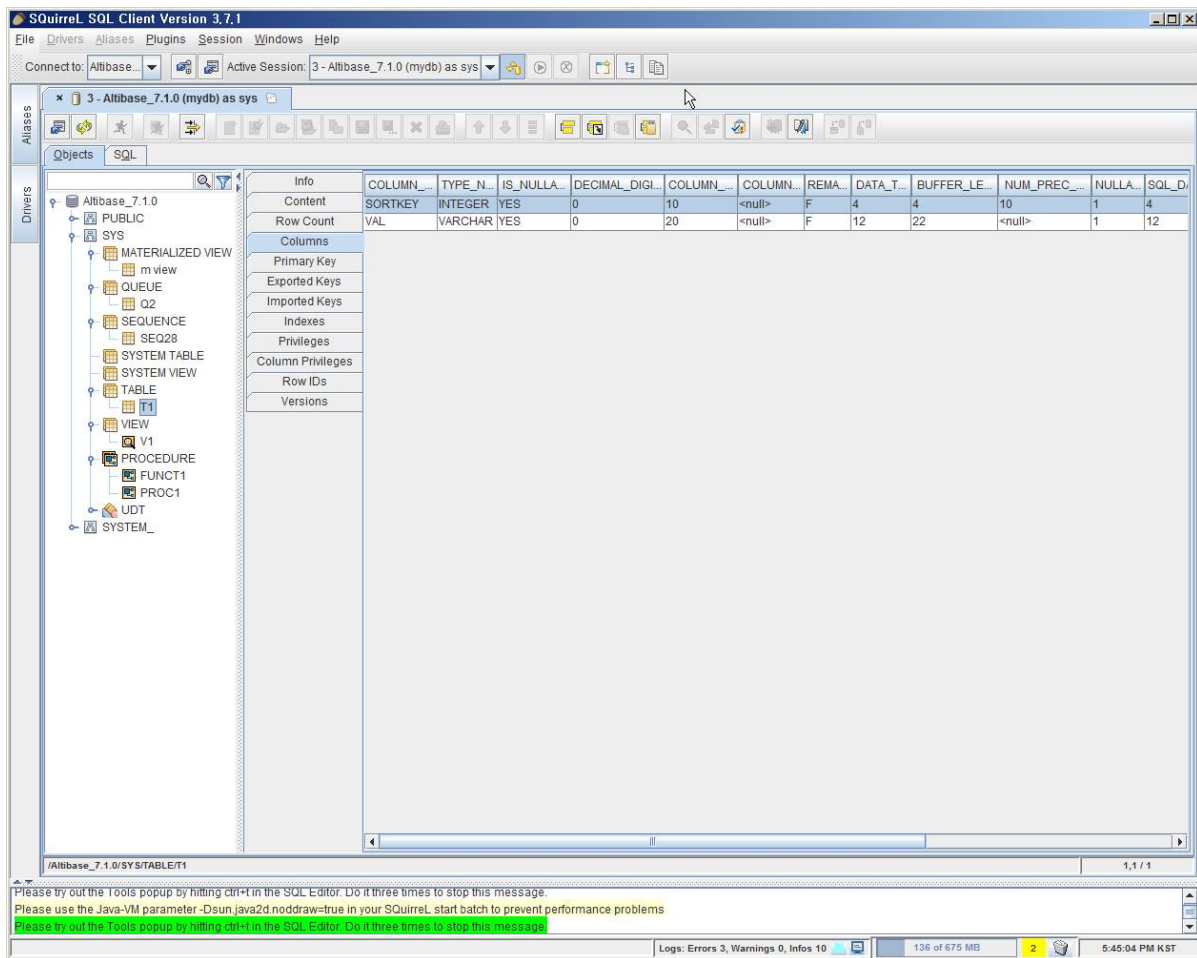 SQuirreL SQL Client Version 3.7.1
File Drivers Aliases Plugins Session Windows Help
Connect to: Altibase... Active Session: 3 - Altibase_7.1.0 (mydb) as sys
Aliases
Drivers
3 - Altibase_7.1.0 (mydb) as sys
Objects SQL
Altibase_7.1.0
PUBLIC
SYS
MATERIALIZED VIEW
m view
QUEUE
Q2
SEQUENCE
SEQ28
SYSTEM TABLE
SYSTEM VIEW
TABLE
T1
VIEW
V1
PROCEDURE
FUNCT1
PROC1
UDT
SYSTEM_
Info
Content
Row Count
Columns
Primary Key
Exported Keys
Imported Keys
Indexes
Privileges
Column Privileges
Row IDs
Versions
COLUMN_... TYPE_N... IS_NULLA... DECIMAL_DIGI... COLUMN_... COLUMN... REMA... DATA_T... BUFFER_LE... NUM_PREC_... NULLA... SQL_D
SORTKEY INTEGER YES 0 10 <null> F 4 4 10 1 4
VAL VARCHAR YES 0 20 <null> F 12 22 <null> 1 12
/Altibase_7.1.0/SYS/TABLE/T1 1,1 / 1
Please try out the Tools popup by hitting ctrl+t in the SQL Editor. Do it three times to stop this message.
Please use the Java-VM parameter -Dsun.java2d.noddraw=true in your SQuirreL start batch to prevent performance problems
Please try out the Tools popup by hitting ctrl+t in the SQL Editor. Do it three times to stop this message.
Logs: Errors 3, Warnings 0, Infos 10 136 of 675 MB 2 5:45:04 PM KST